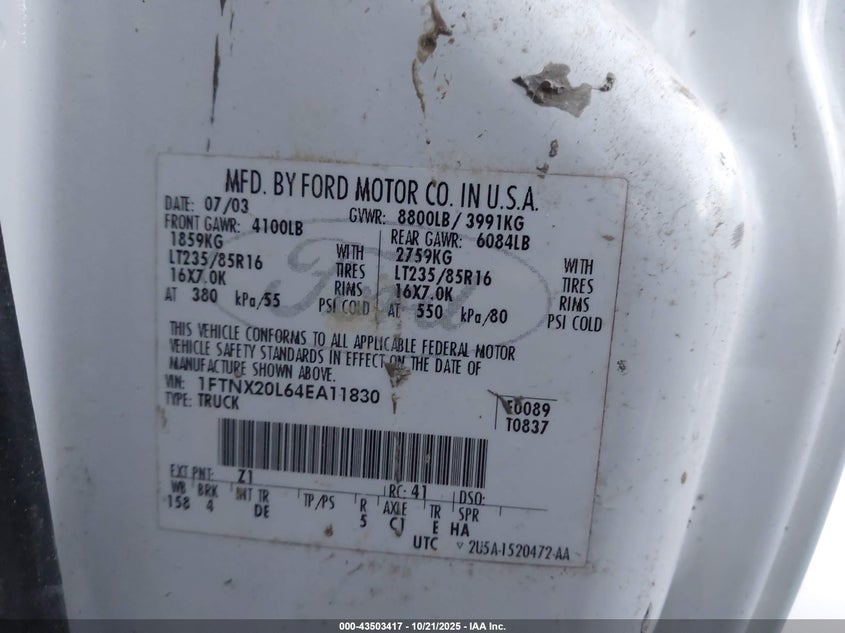 MFD. BY FORD MOTOR CO. IN U.S.A.
DATE: 07/03 GVWR: 8800LB/ 3991KG
FRONT GAWR: 4100LB REAR GAWR: 6084LB
1859KG WITH 2759KG WITH
LT235/85R16 TIRES LT235/85R16 TIRES
16X7.0K RIMS 16X7.0K RIMS
AT 380 kPa/55 PSI COLD AT 550 kPa/80 PSI COLD
THIS VEHICLE CONFORMS TO ALL APPLICABLE FEDERAL MOTOR
VEHICLE SAFETY STANDARDS IN EFFECT ON THE DATE OF
MANUFACTURE SHOWN ABOVE.
VIN: 1FTNX20L64EA11830 E0089
TYPE: TRUCK T0837
Ford
EXT PNT: Z1 RC: 41 DSO:
WB BRK INT TR TP/PS R AXLE TR SPR
158 4 DE 5 CJ E HA
UTC 2U5A-1520472-AA
000-43503417 - 10/21/2025 - IAA Inc.